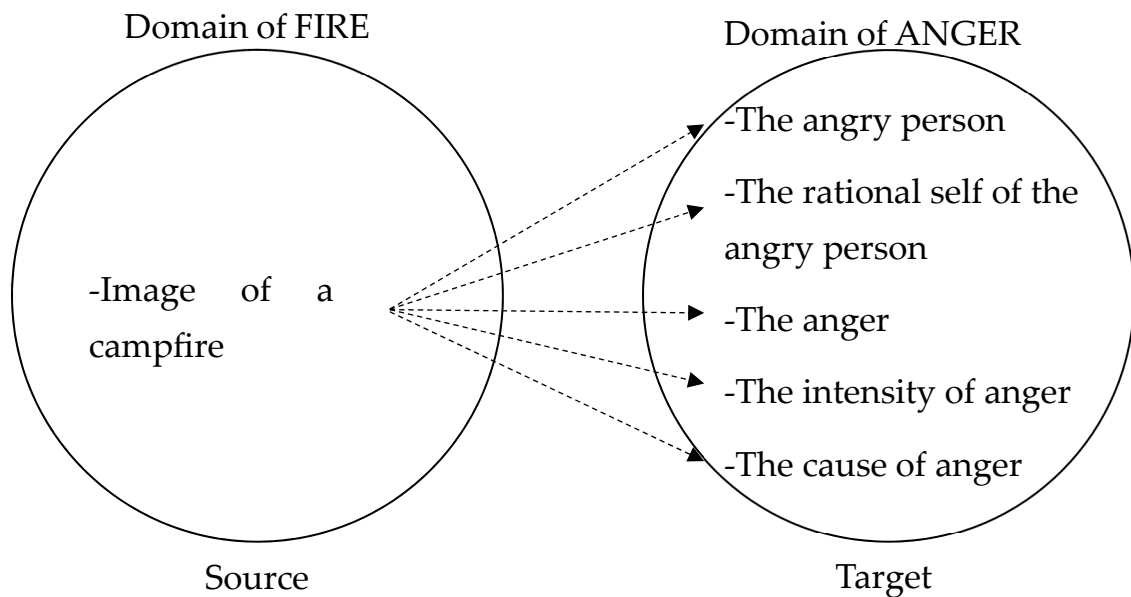 Domain of FIRE
-Image of a
campfire
Source
Domain of ANGER
-The angry person
-The rational self of the
angry person
-The anger
-The intensity of anger
-The cause of anger
Target